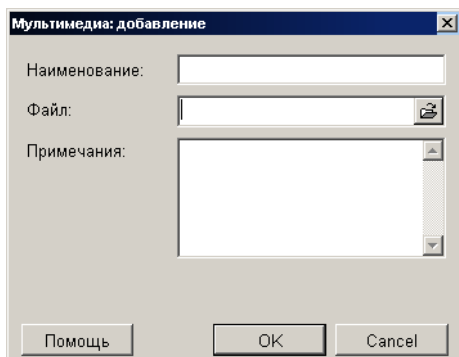 Мультимедиа: добавление
Наименование:
Файл:
Примечания:
Помощь OK Cancel